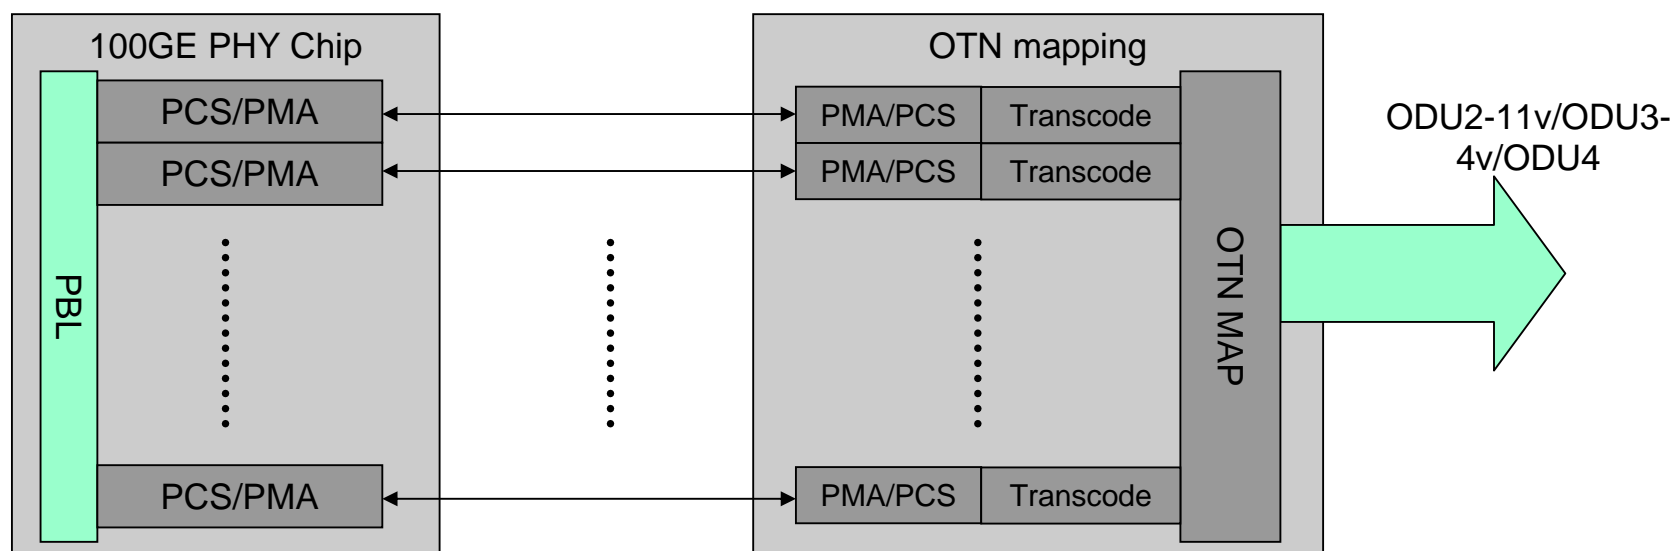 100GE PHY Chip
OTN mapping
PCS/PMA
PMA/PCS
Transcode
PCS/PMA
PMA/PCS
Transcode
ODU2-11v/ODU3-
4v/ODU4
PBL
OTN MAP
PCS/PMA
PMA/PCS
Transcode